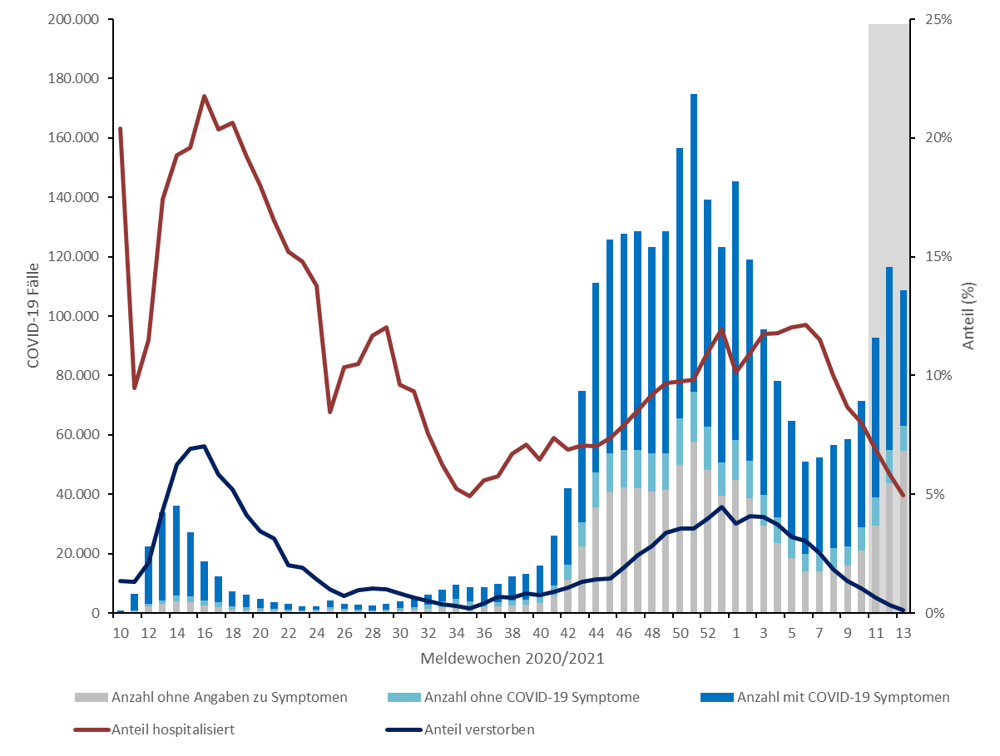 200.000
180.000
160.000
140.000
120.000
100.000
80.000
60.000
40.000
20.000
0
COVID-19 Fälle
25%
20%
15%
10%
5%
0%
Anteil (%)
10 12 14 16 18 20 22 24 26 28 30 32 34 36 38 40 42 44 46 48 50 52 1 3 5 7 9 11 13
Meldewochen 2020/2021
Anzahl ohne Angaben zu Symptomen Anzahl ohne COVID-19 Symptome Anzahl mit COVID-19 Symptomen
Anteil hospitalisiert Anteil verstorben